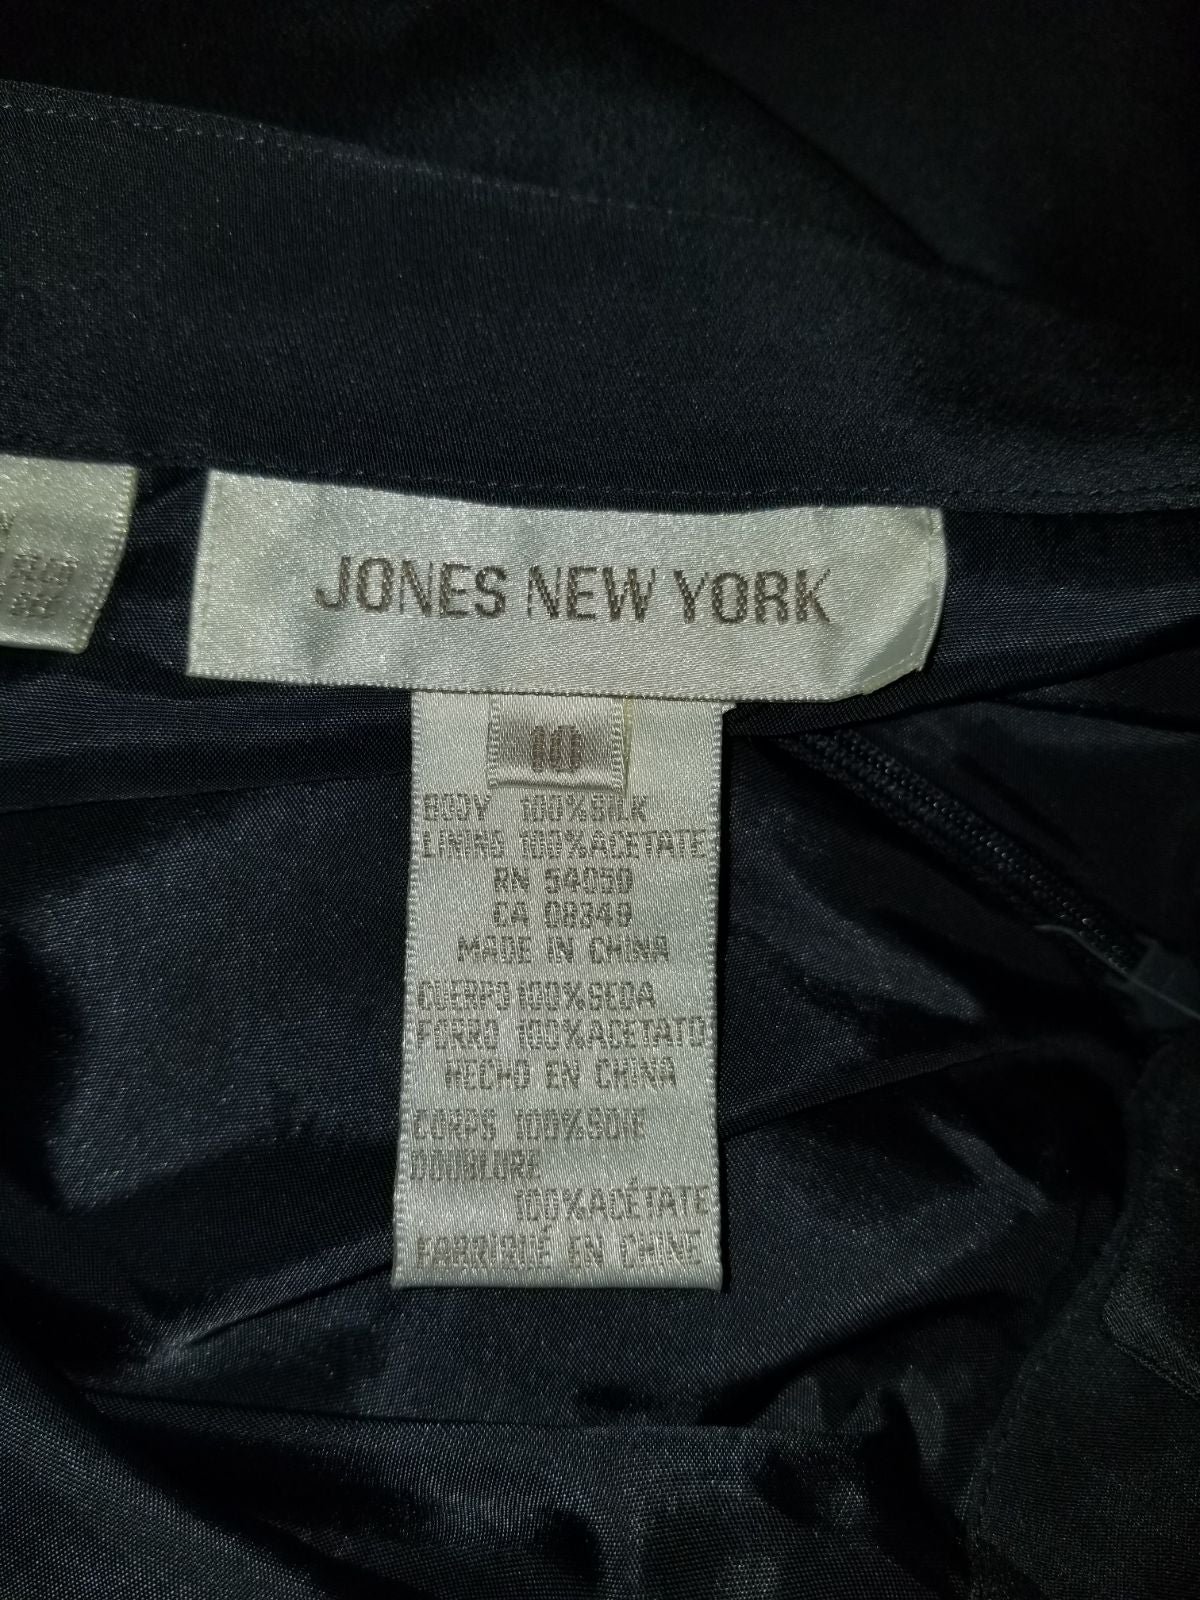 JONES NEW YORK
10
BODY 100%SILK
LINING 100%ACETATE
RN 54050
CA 08349
MADE IN CHINA
CUERPO 100%SEDA
FORRO 100%ACETATO
HECHO EN CHINA
CORPS 100%SOIE
DOUBLURE
100%ACÉTATE
FABRIQUÉ EN CHINE